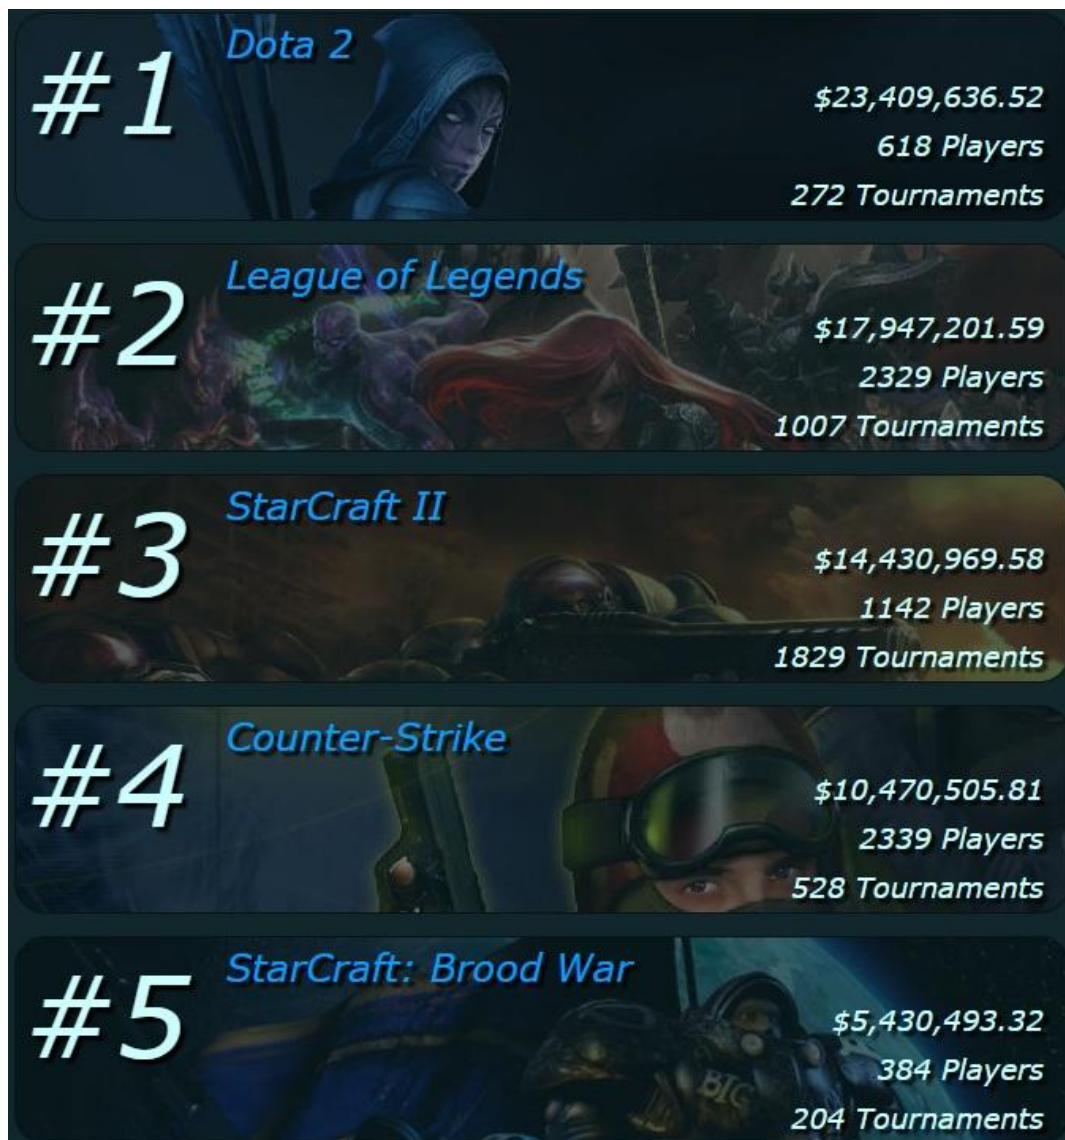 #1
Dota 2
$23,409,636.52
618 Players
272 Tournaments
#2
League of Legends
$17,947,201.59
2329 Players
1007 Tournaments
#3
StarCraft II
$14,430,969.58
1142 Players
1829 Tournaments
#4
Counter-Strike
$10,470,505.81
2339 Players
528 Tournaments
#5
StarCraft: Brood War
$5,430,493.32
384 Players
204 Tournaments
BIG